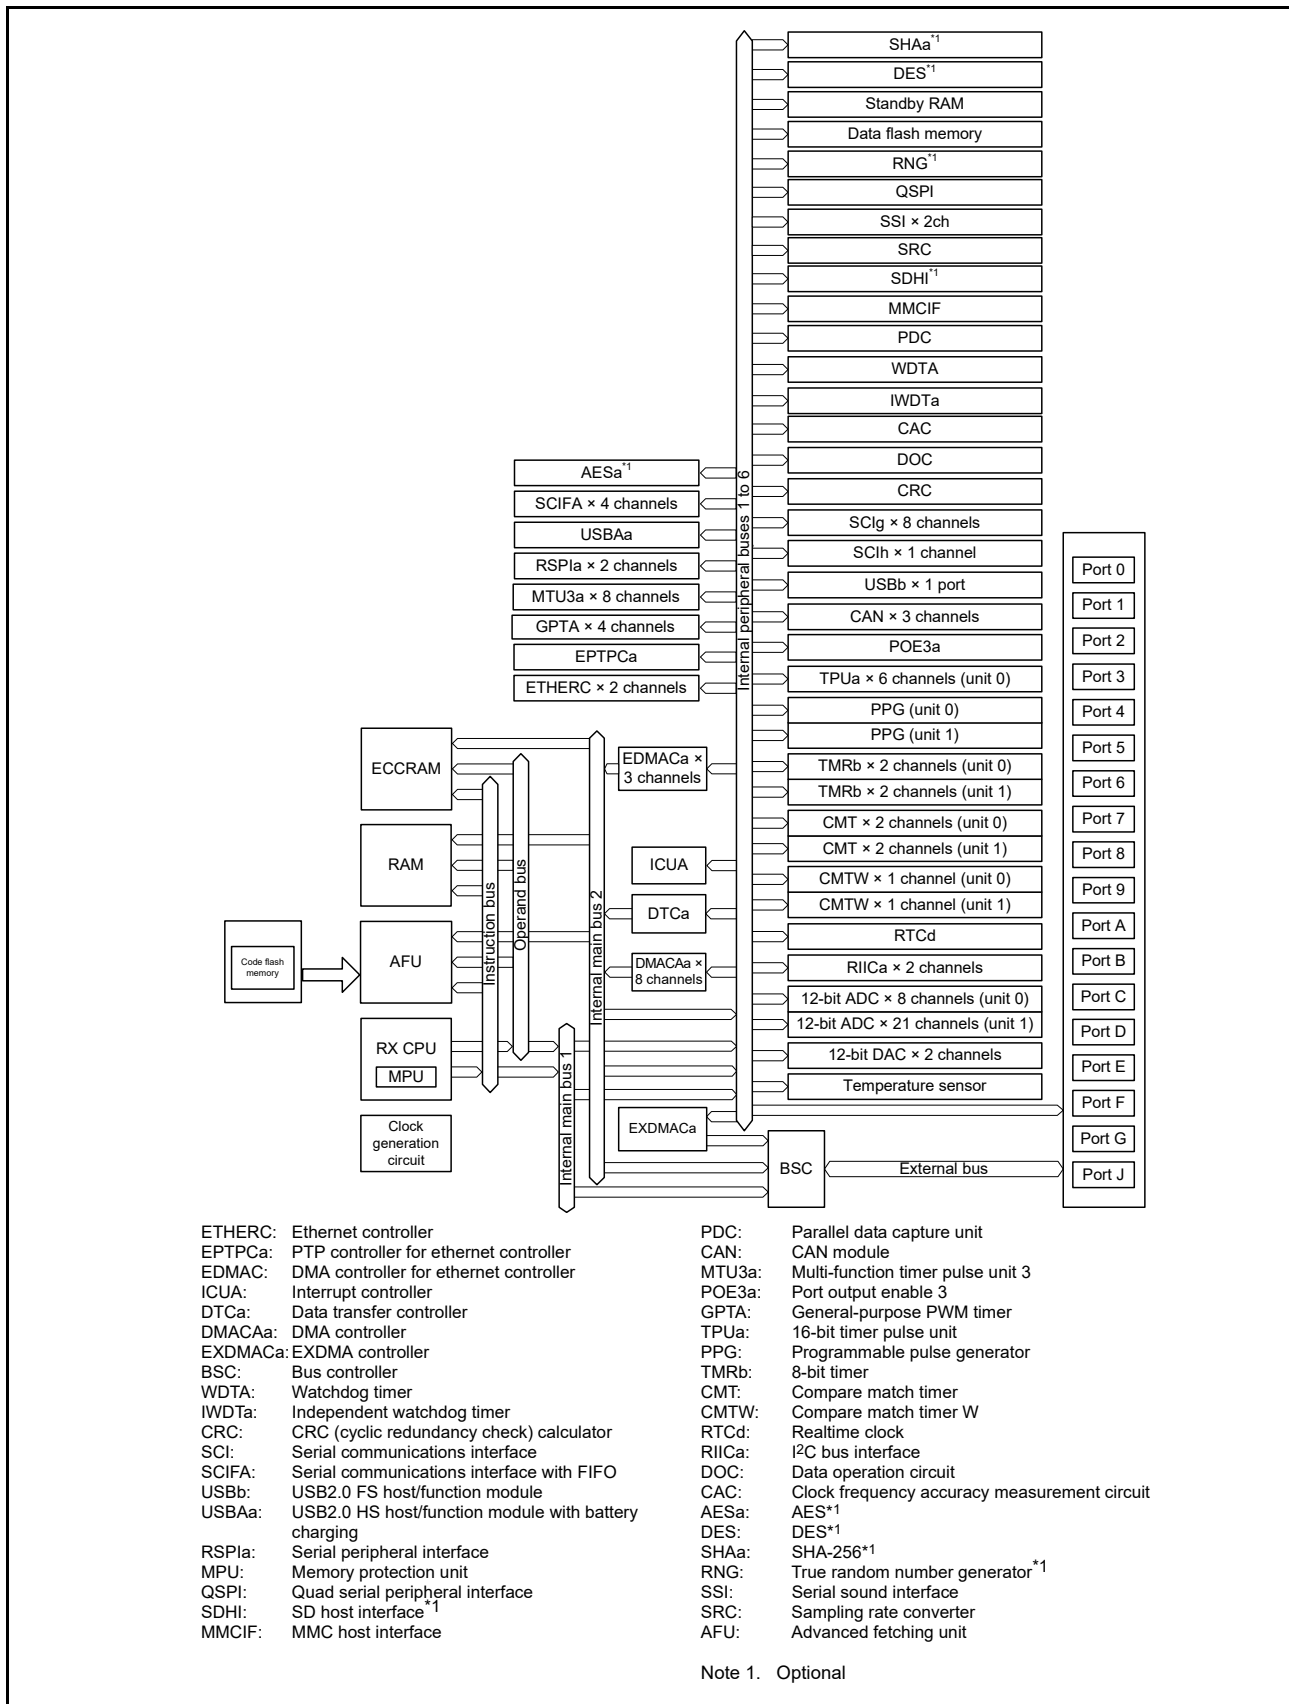 SHAa*1
DES*1
Standby RAM
Data flash memory
RNG*1
QSPI
SSI × 2ch
SRC
SDHI*1
MMCIF
PDC
WDTA
IWDTa
CAC
DOC
CRC
SCIg × 8 channels
SCIh × 1 channel
USBb × 1 port
CAN × 3 channels
POE3a
TPUa × 6 channels (unit 0)
PPG (unit 0)
PPG (unit 1)
TMRb × 2 channels (unit 0)
TMRb × 2 channels (unit 1)
CMT × 2 channels (unit 0)
CMT × 2 channels (unit 1)
CMTW × 1 channel (unit 0)
CMTW × 1 channel (unit 1)
RTCd
RIICa × 2 channels
12-bit ADC × 8 channels (unit 0)
12-bit ADC × 21 channels (unit 1)
12-bit DAC × 2 channels
Temperature sensor
Internal peripheral buses 1 to 6
AESa*1
SCIFA × 4 channels
USBAa
RSPIa × 2 channels
MTU3a × 8 channels
GPTA × 4 channels
EPTPCa
ETHERC × 2 channels
EDMACa ×
3 channels
ICUA
DTCa
DMACAa ×
8 channels
EXDMACa
BSC
External bus
ECCRAM
RAM
AFU
Code flash
memory
RX CPU
MPU
Clock
generation
circuit
Instruction bus
Operand bus
Internal main bus 1
Internal main bus 2
Port 0
Port 1
Port 2
Port 3
Port 4
Port 5
Port 6
Port 7
Port 8
Port 9
Port A
Port B
Port C
Port D
Port E
Port F
Port G
Port J
ETHERC: Ethernet controller
EPTPCa: PTP controller for ethernet controller
EDMAC: DMA controller for ethernet controller
ICUA: Interrupt controller
DTCa: Data transfer controller
DMACAa: DMA controller
EXDMACa: EXDMA controller
BSC: Bus controller
WDTA: Watchdog timer
IWDTa: Independent watchdog timer
CRC: CRC (cyclic redundancy check) calculator
SCI: Serial communications interface
SCIFA: Serial communications interface with FIFO
USBb: USB2.0 FS host/function module
USBAa: USB2.0 HS host/function module with battery
charging
RSPIa: Serial peripheral interface
MPU: Memory protection unit
QSPI: Quad serial peripheral interface
SDHI: SD host interface*1
MMCIF: MMC host interface
PDC: Parallel data capture unit
CAN: CAN module
MTU3a: Multi-function timer pulse unit 3
POE3a: Port output enable 3
GPTA: General-purpose PWM timer
TPUa: 16-bit timer pulse unit
PPG: Programmable pulse generator
TMRb: 8-bit timer
CMT: Compare match timer
CMTW: Compare match timer W
RTCd: Realtime clock
RIICa: I2C bus interface
DOC: Data operation circuit
CAC: Clock frequency accuracy measurement circuit
AESa: AES*1
DES: DES*1
SHAa: SHA-256*1
RNG: True random number generator*1
SSI: Serial sound interface
SRC: Sampling rate converter
AFU: Advanced fetching unit
Note 1. Optional